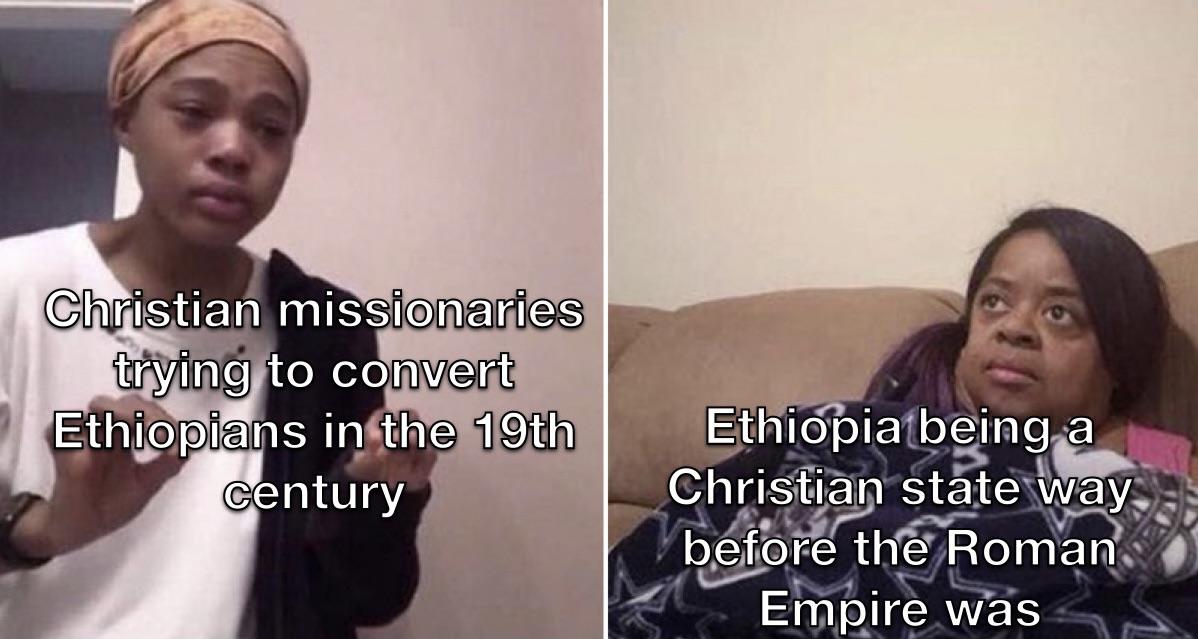 Christian missionaries
trying to convert
Ethiopians in the 19th
century
Ethiopia being a
Christian state way
before the Roman
Empire was